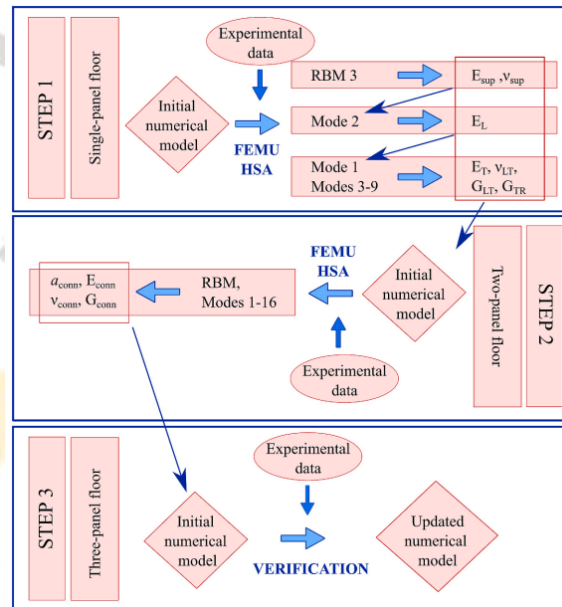 STEP 1
Single-panel floor
Initial
numerical
model
Experimental
data
FEMU
HSA
RBM 3
E_sup ,ν_sup
Mode 2
E_L
Mode 1
Modes 3-9
E_T, ν_LT,
G_LT, G_TR
a_conn, E_conn
ν_conn, G_conn
RBM,
Modes 1-16
FEMU
HSA
Initial
numerical
model
Experimental
data
Two-panel floor
STEP 2
STEP 3
Three-panel floor
Initial
numerical
model
Experimental
data
VERIFICATION
Updated
numerical
model